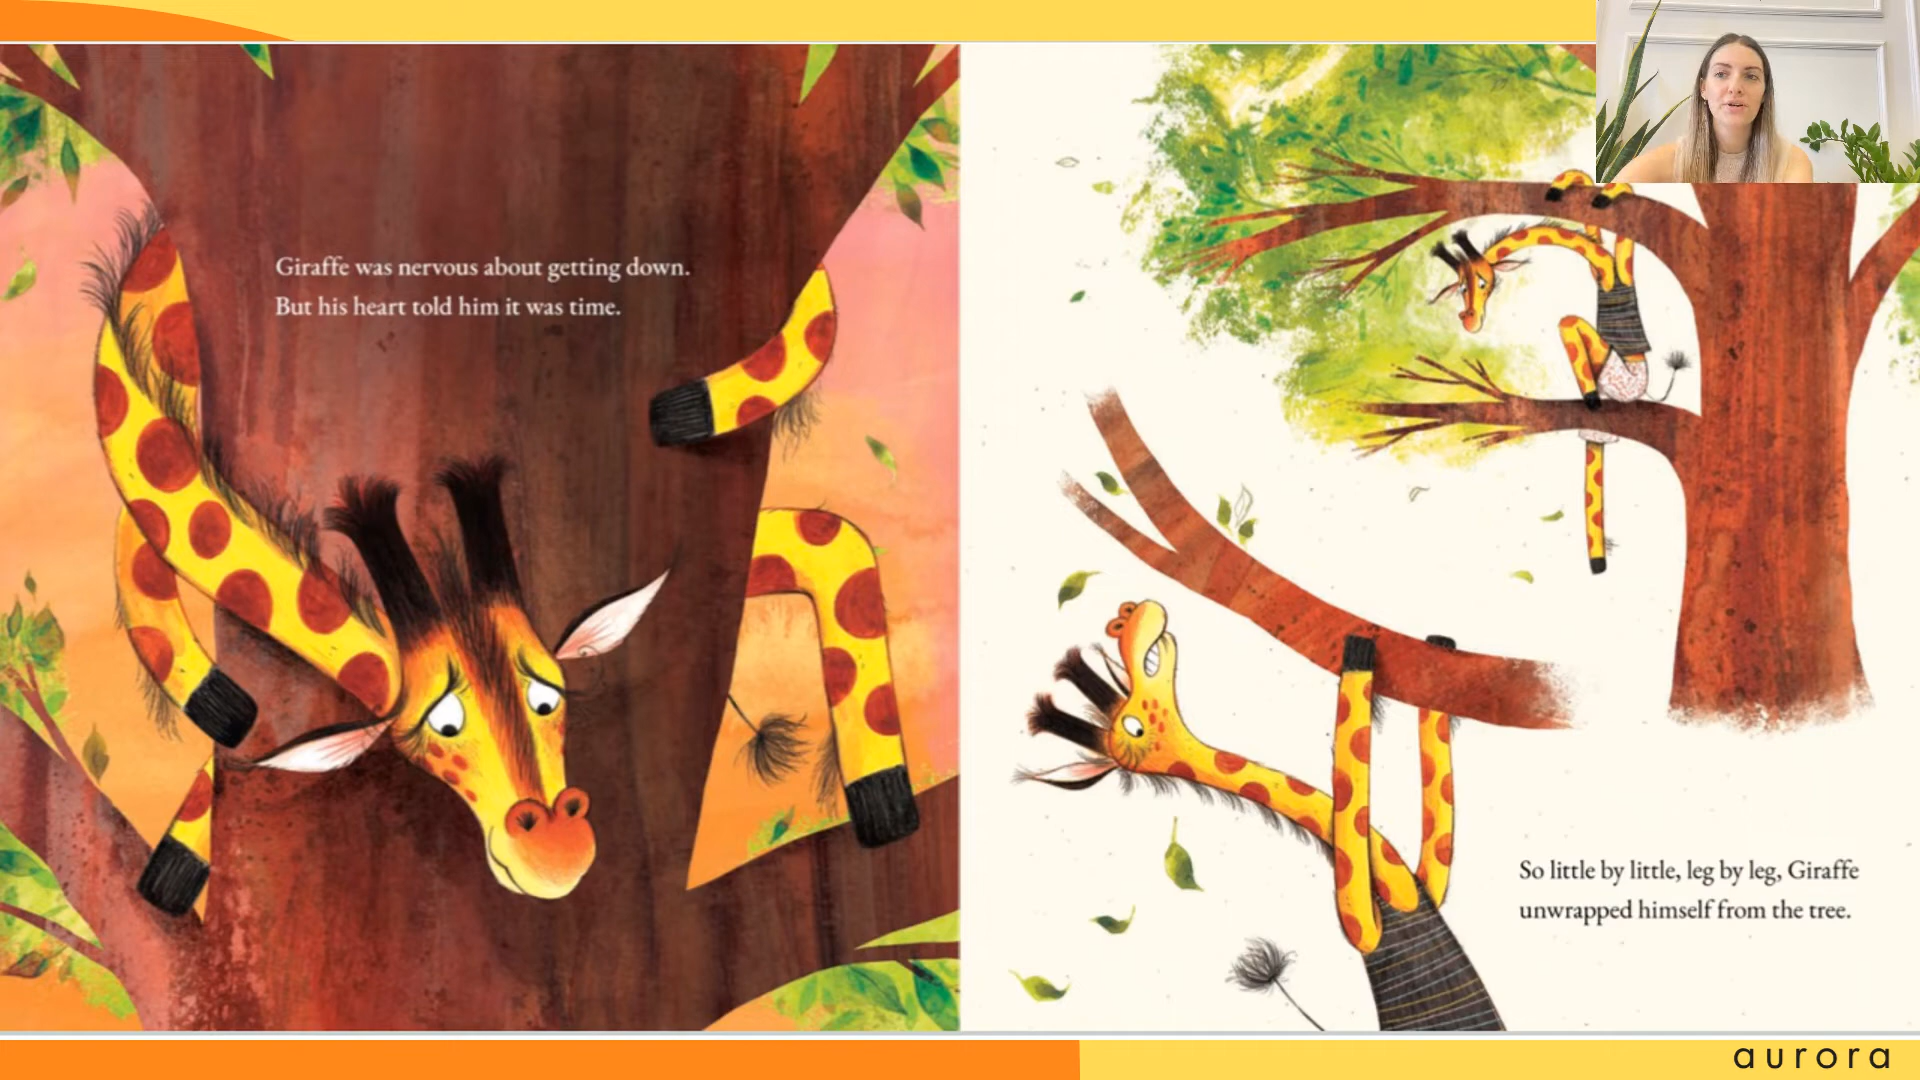 Giraffe was nervous about getting down.
But his heart told him it was time.
So little by little, leg by leg, Giraffe
unwrapped himself from the tree.
aurora